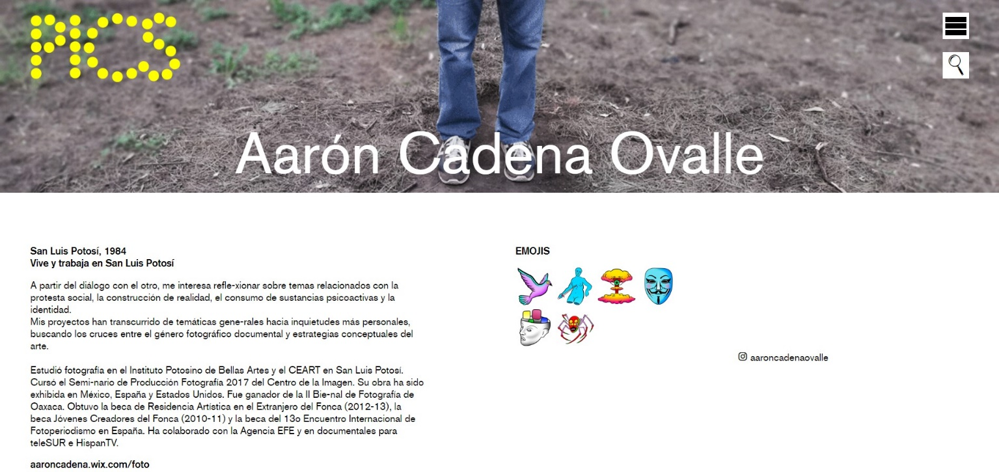 PICS
Aarón Cadena Ovalle
San Luis Potosí, 1984
Vive y trabaja en San Luis Potosí
A partir del diálogo con el otro, me interesa refle-xionar sobre temas relacionados con la
protesta social, la construcción de realidad, el consumo de sustancias psicoactivas y la
identidad.
Mis proyectos han transcurrido de temáticas gene-rales hacia inquietudes más personales,
buscando los cruces entre el género fotográfico documental y estrategias conceptuales del
arte.
Estudió fotografía en el Instituto Potosino de Bellas Artes y el CEART en San Luis Potosí.
Cursó el Semi-nario de Producción Fotografía 2017 del Centro de la Imagen. Su obra ha sido
exhibida en México, España y Estados Unidos. Fue ganador de la II Bie-nal de Fotografía de
Oaxaca. Obtuvo la beca de Residencia Artística en el Extranjero del Fonca (2012-13), la
beca Jóvenes Creadores del Fonca (2010-11) y la beca del 13o Encuentro Internacional de
Fotoperiodismo en España. Ha colaborado con la Agencia EFE y en documentales para
teleSUR e HispanTV.
aaroncadena.wix.com/foto
EMOJIS
aaroncadenaovalle